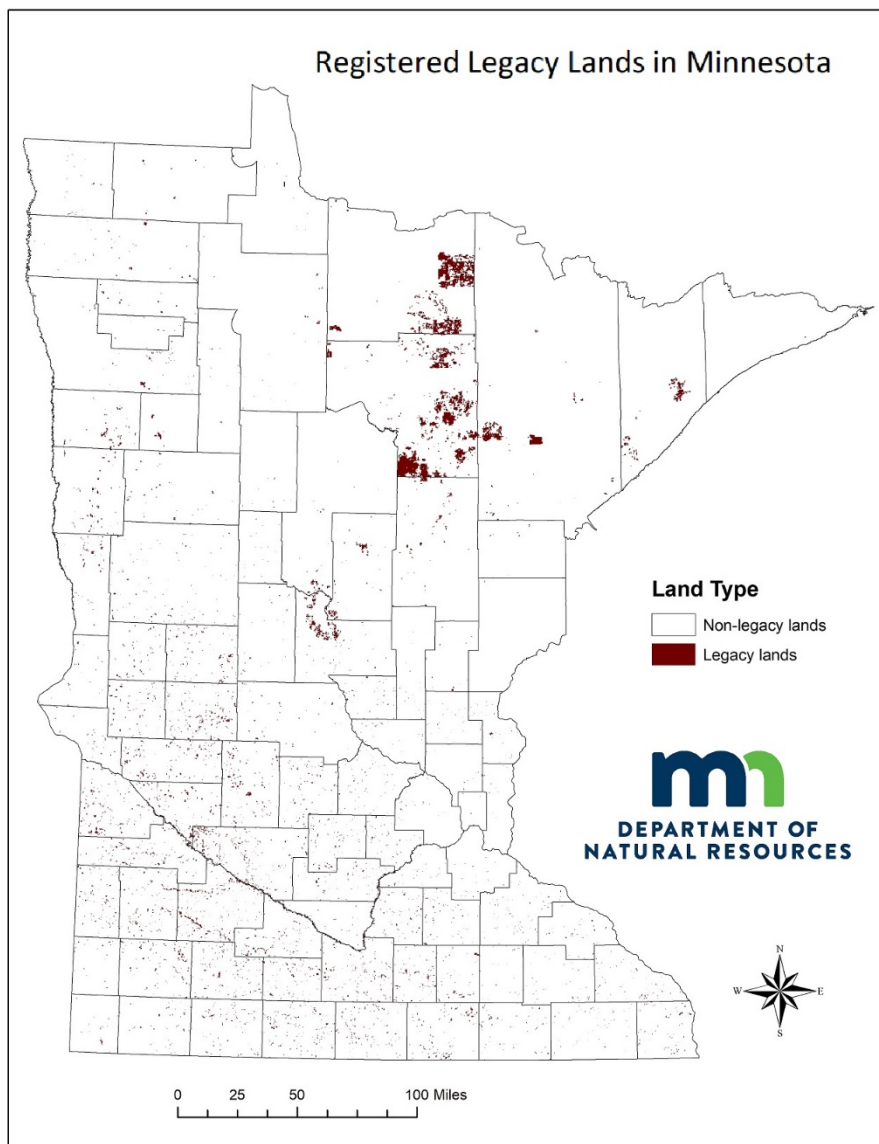 Registered Legacy Lands in Minnesota
Land Type
Non-legacy lands
Legacy lands
mn
DEPARTMENT OF
NATURAL RESOURCES
N
W E
S
0 25 50 100 Miles